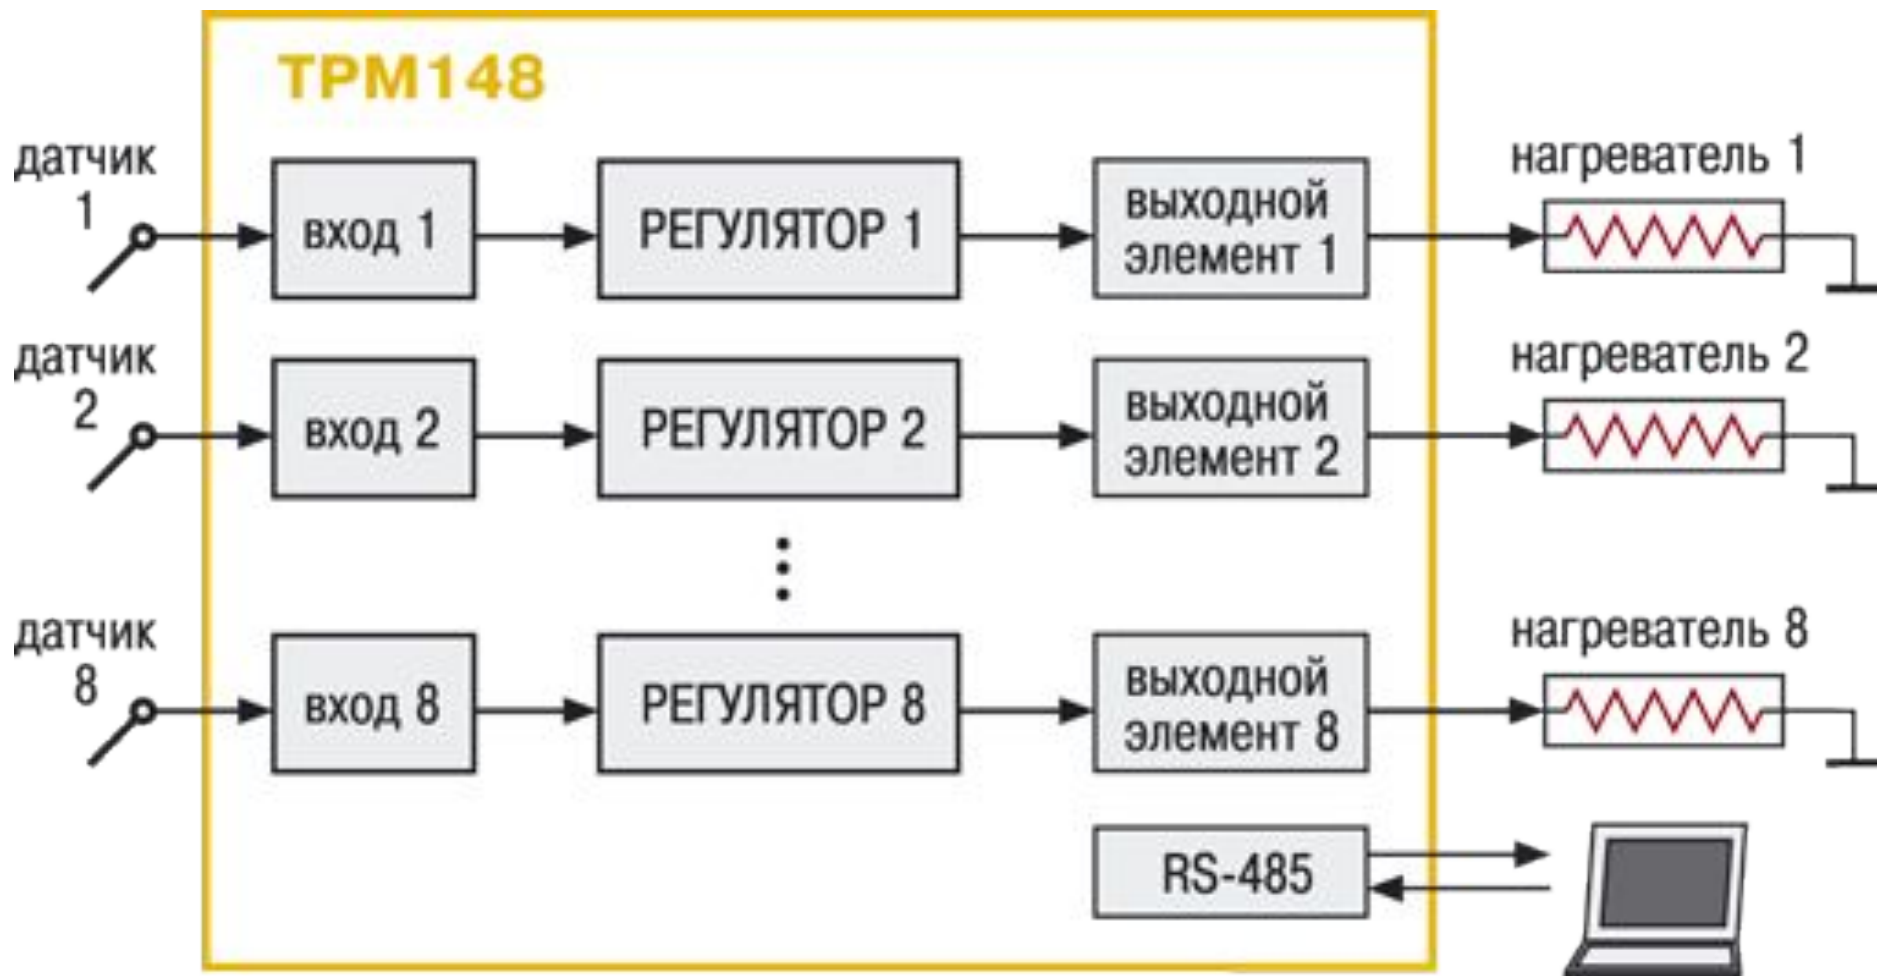 ТРМ148
датчик
1
вход 1
РЕГУЛЯТОР 1
выходной
элемент 1
нагреватель 1
датчик
2
вход 2
РЕГУЛЯТОР 2
выходной
элемент 2
нагреватель 2
датчик
8
вход 8
РЕГУЛЯТОР 8
выходной
элемент 8
нагреватель 8
RS-485